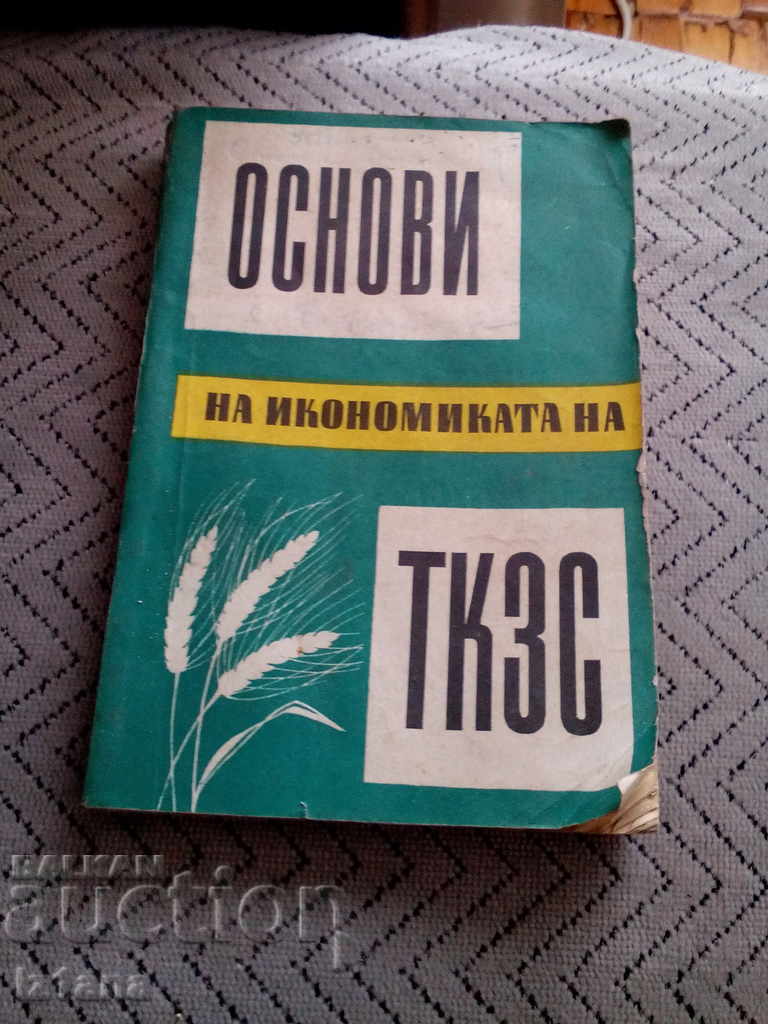 ОСНОВИ
НА ИКОНОМИКАТА НА
ТКЗС
BALKAN
auction
Iztana